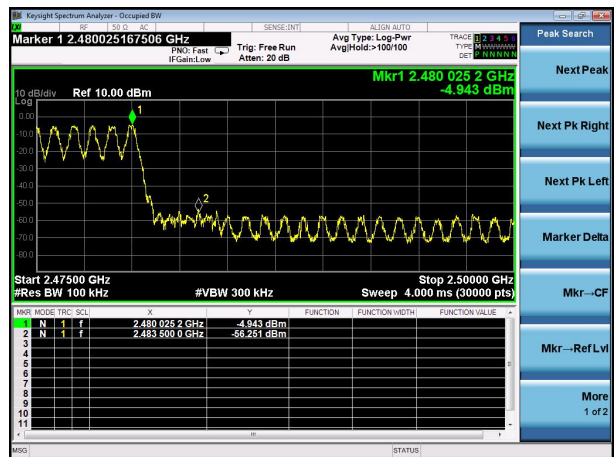 Keysight Spectrum Analyzer - Occupied BW
RF 50 Ω AC SENSE:INT ALIGN AUTO
Marker 1 2.480025167506 GHz
PNO: Fast
IFGain:Low
Trig: Free Run
Atten: 20 dB
Avg Type: Log-Pwr
Avg|Hold:>100/100
TRACE 1 2 3 4 5 6
TYPE M WWWWW
DET P N N N N N
Mkr1 2.480 025 2 GHz
-4.943 dBm
10 dB/div Ref 10.00 dBm
Log
1
0.00
-10.0
-20.0
-30.0
-40.0
2
-50.0
-60.0
-70.0
-80.0
Start 2.47500 GHz Stop 2.50000 GHz
#Res BW 100 kHz #VBW 300 kHz Sweep 4.000 ms (30000 pts)
MKR MODE TRC SCL X Y FUNCTION FUNCTION WIDTH FUNCTION VALUE
1 N 1 f 2.480 025 2 GHz -4.943 dBm
2 N 1 f 2.483 500 0 GHz -56.251 dBm
3
4
5
6
7
8
9
10
11
MSG STATUS
Peak Search
Next Peak
Next Pk Right
Next Pk Left
Marker Delta
Mkr→CF
Mkr→Ref Lvl
More
1 of 2